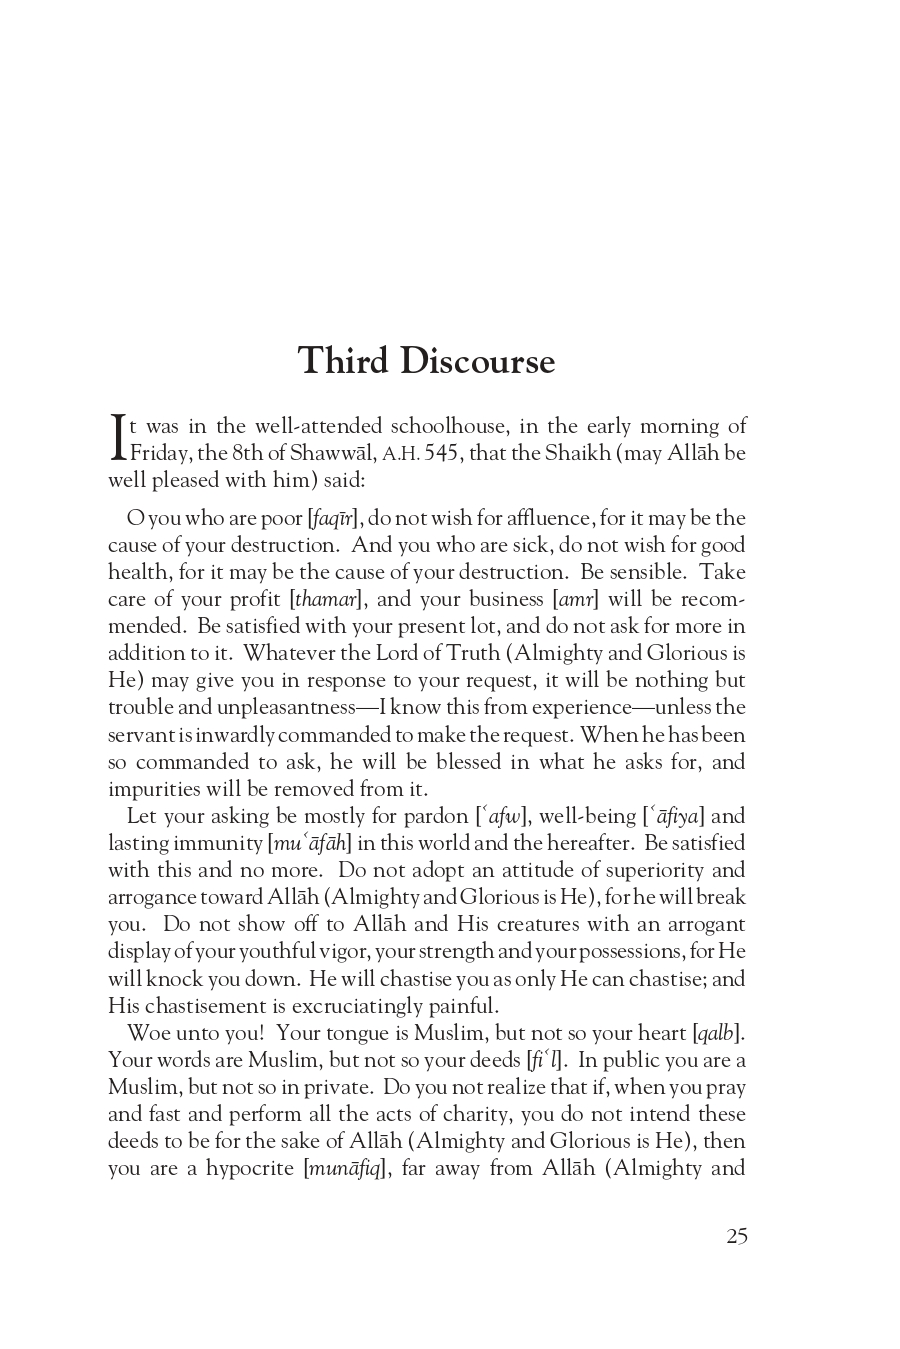 Third Discourse
It was in the well-attended schoolhouse, in the early morning of
Friday, the 8th of Shawwāl, A.H. 545, that the Shaikh (may Allāh be
well pleased with him) said:
O you who are poor [faqīr], do not wish for affluence, for it may be the
cause of your destruction. And you who are sick, do not wish for good
health, for it may be the cause of your destruction. Be sensible. Take
care of your profit [thamar], and your business [amr] will be recom-
mended. Be satisfied with your present lot, and do not ask for more in
addition to it. Whatever the Lord of Truth (Almighty and Glorious is
He) may give you in response to your request, it will be nothing but
trouble and unpleasantness—I know this from experience—unless the
servant is inwardly commanded to make the request. When he has been
so commanded to ask, he will be blessed in what he asks for, and
impurities will be removed from it.
Let your asking be mostly for pardon [ʿafw], well-being [ʿāfiya] and
lasting immunity [muʿāfāh] in this world and the hereafter. Be satisfied
with this and no more. Do not adopt an attitude of superiority and
arrogance toward Allāh (Almighty and Glorious is He), for he will break
you. Do not show off to Allāh and His creatures with an arrogant
display of your youthful vigor, your strength and your possessions, for He
will knock you down. He will chastise you as only He can chastise; and
His chastisement is excruciatingly painful.
Woe unto you! Your tongue is Muslim, but not so your heart [qalb].
Your words are Muslim, but not so your deeds [fiʿl]. In public you are a
Muslim, but not so in private. Do you not realize that if, when you pray
and fast and perform all the acts of charity, you do not intend these
deeds to be for the sake of Allāh (Almighty and Glorious is He), then
you are a hypocrite [munāfiq], far away from Allāh (Almighty and
25